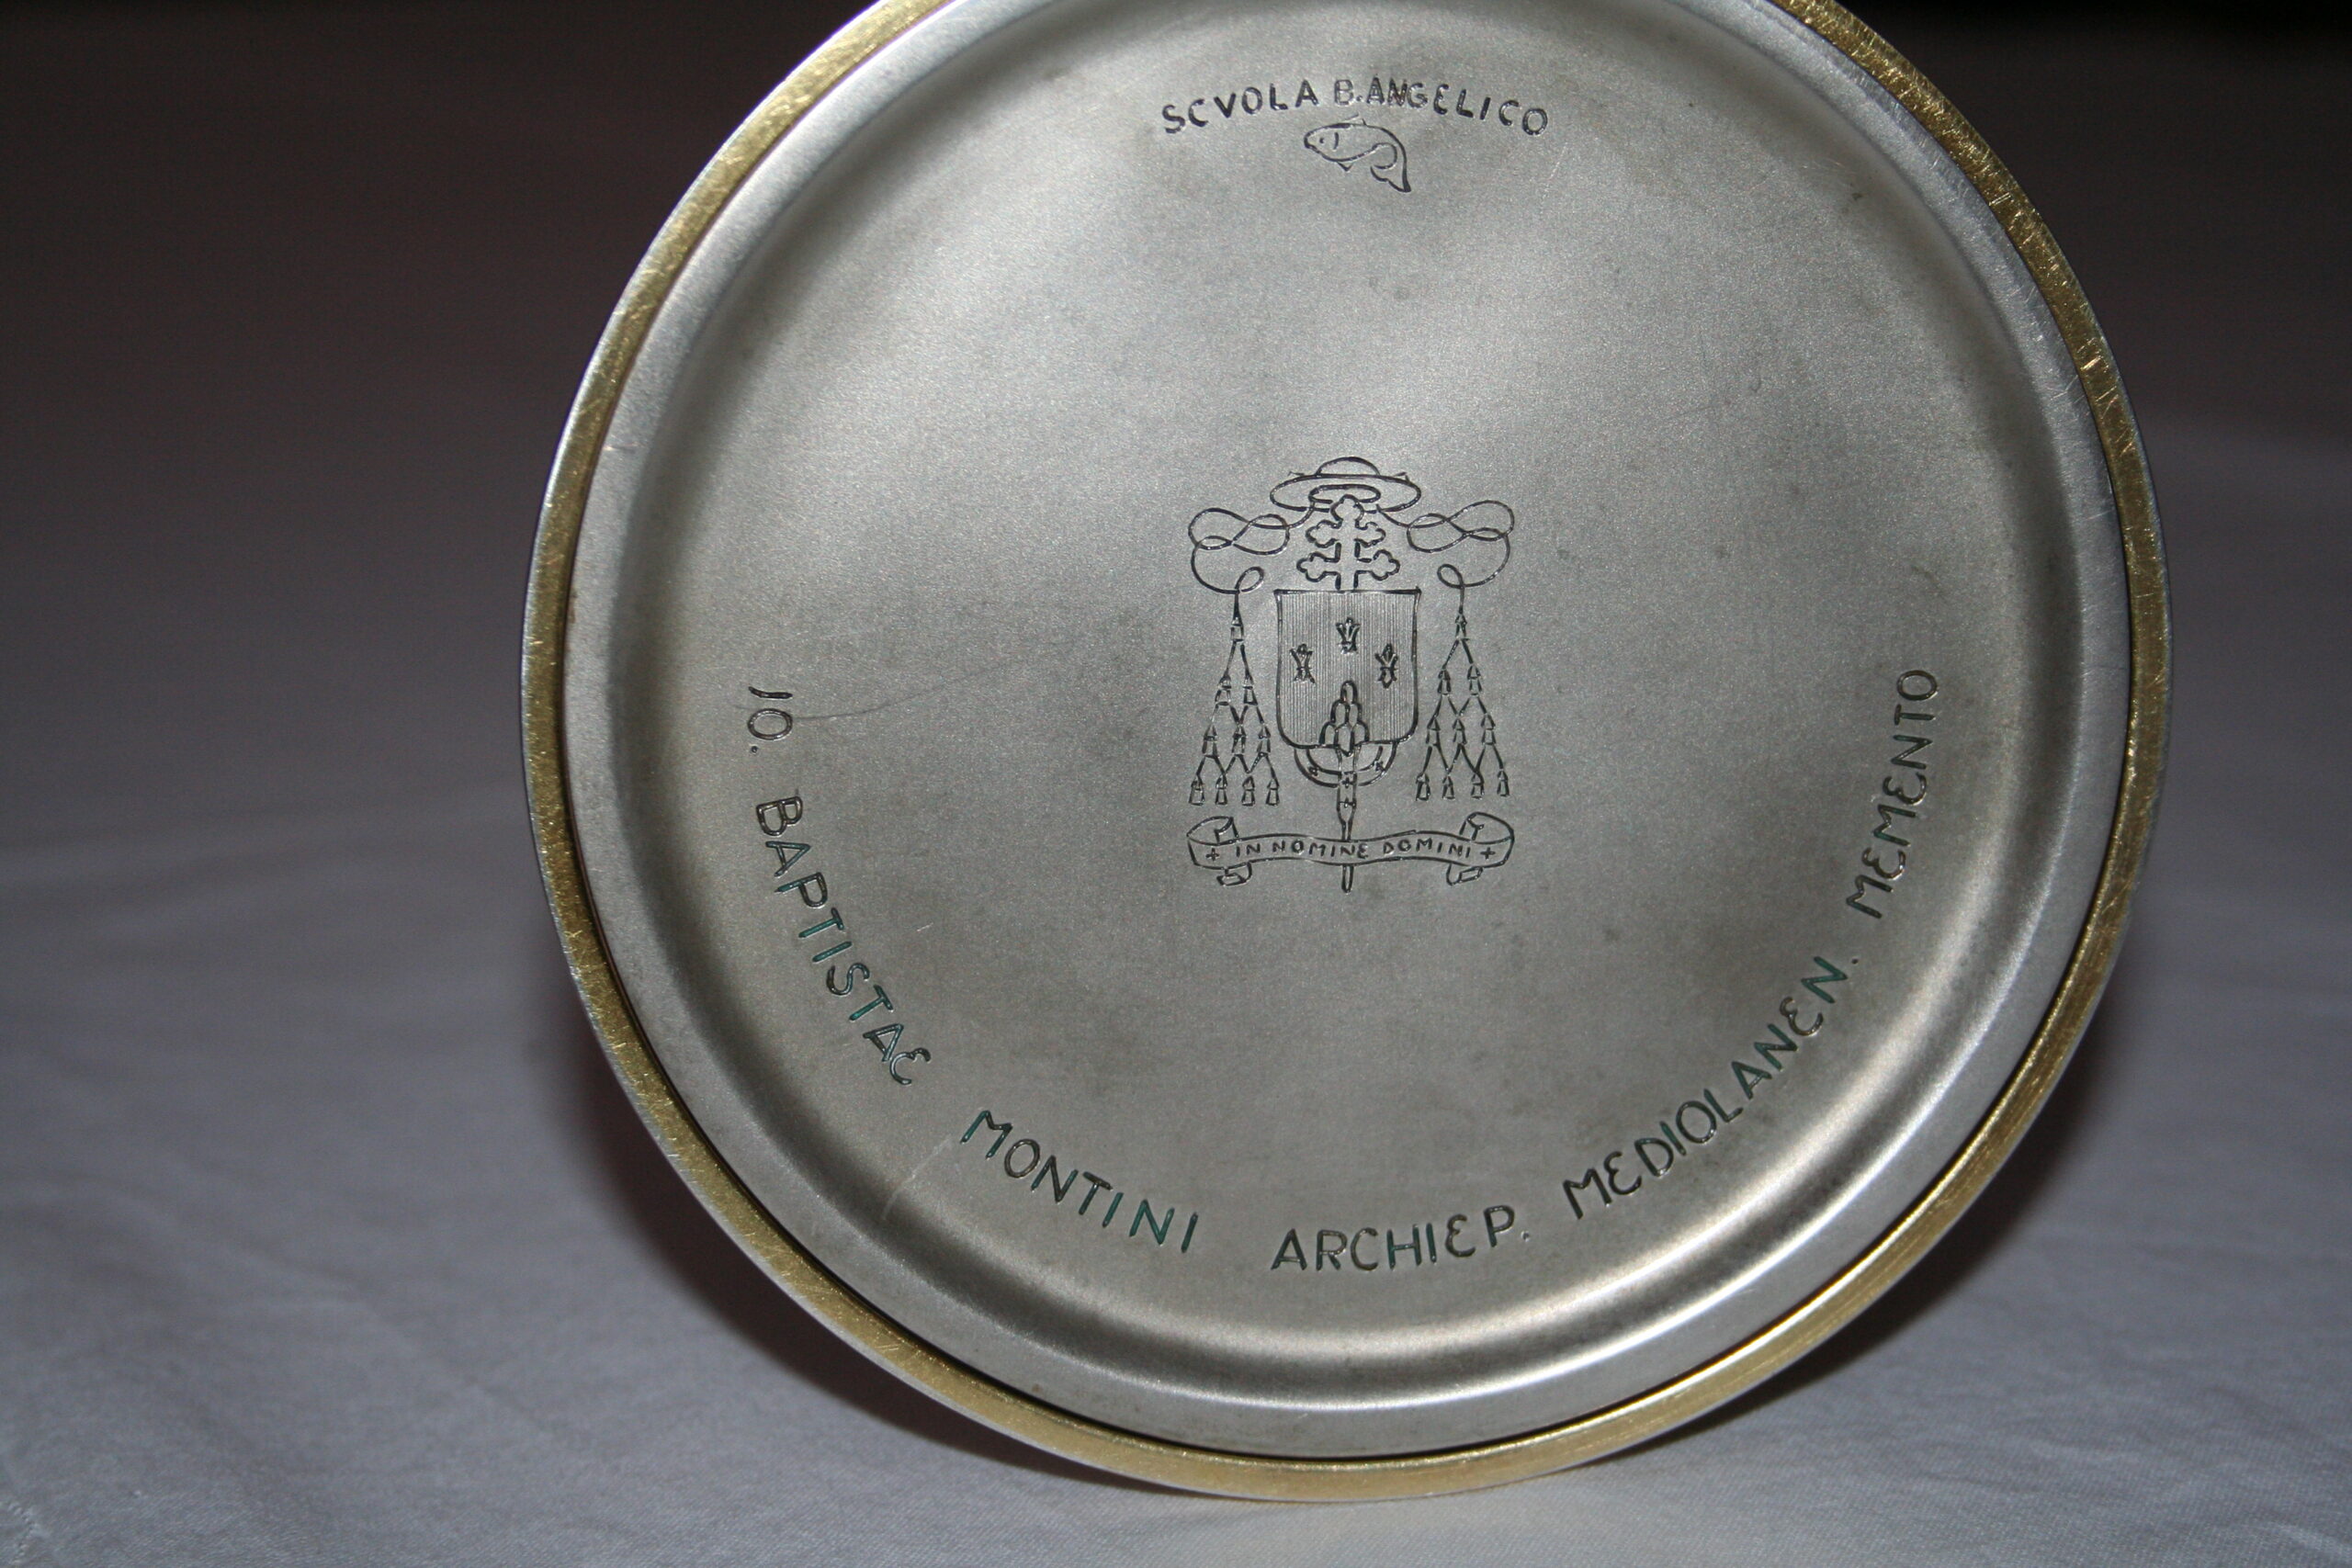 SCVOLA B. ANGELICO
+ IN NOMINE DOMINI +
IO. BAPTISTAE MONTINI ARCHIEP. MEDIOLANEN. MEMENTO